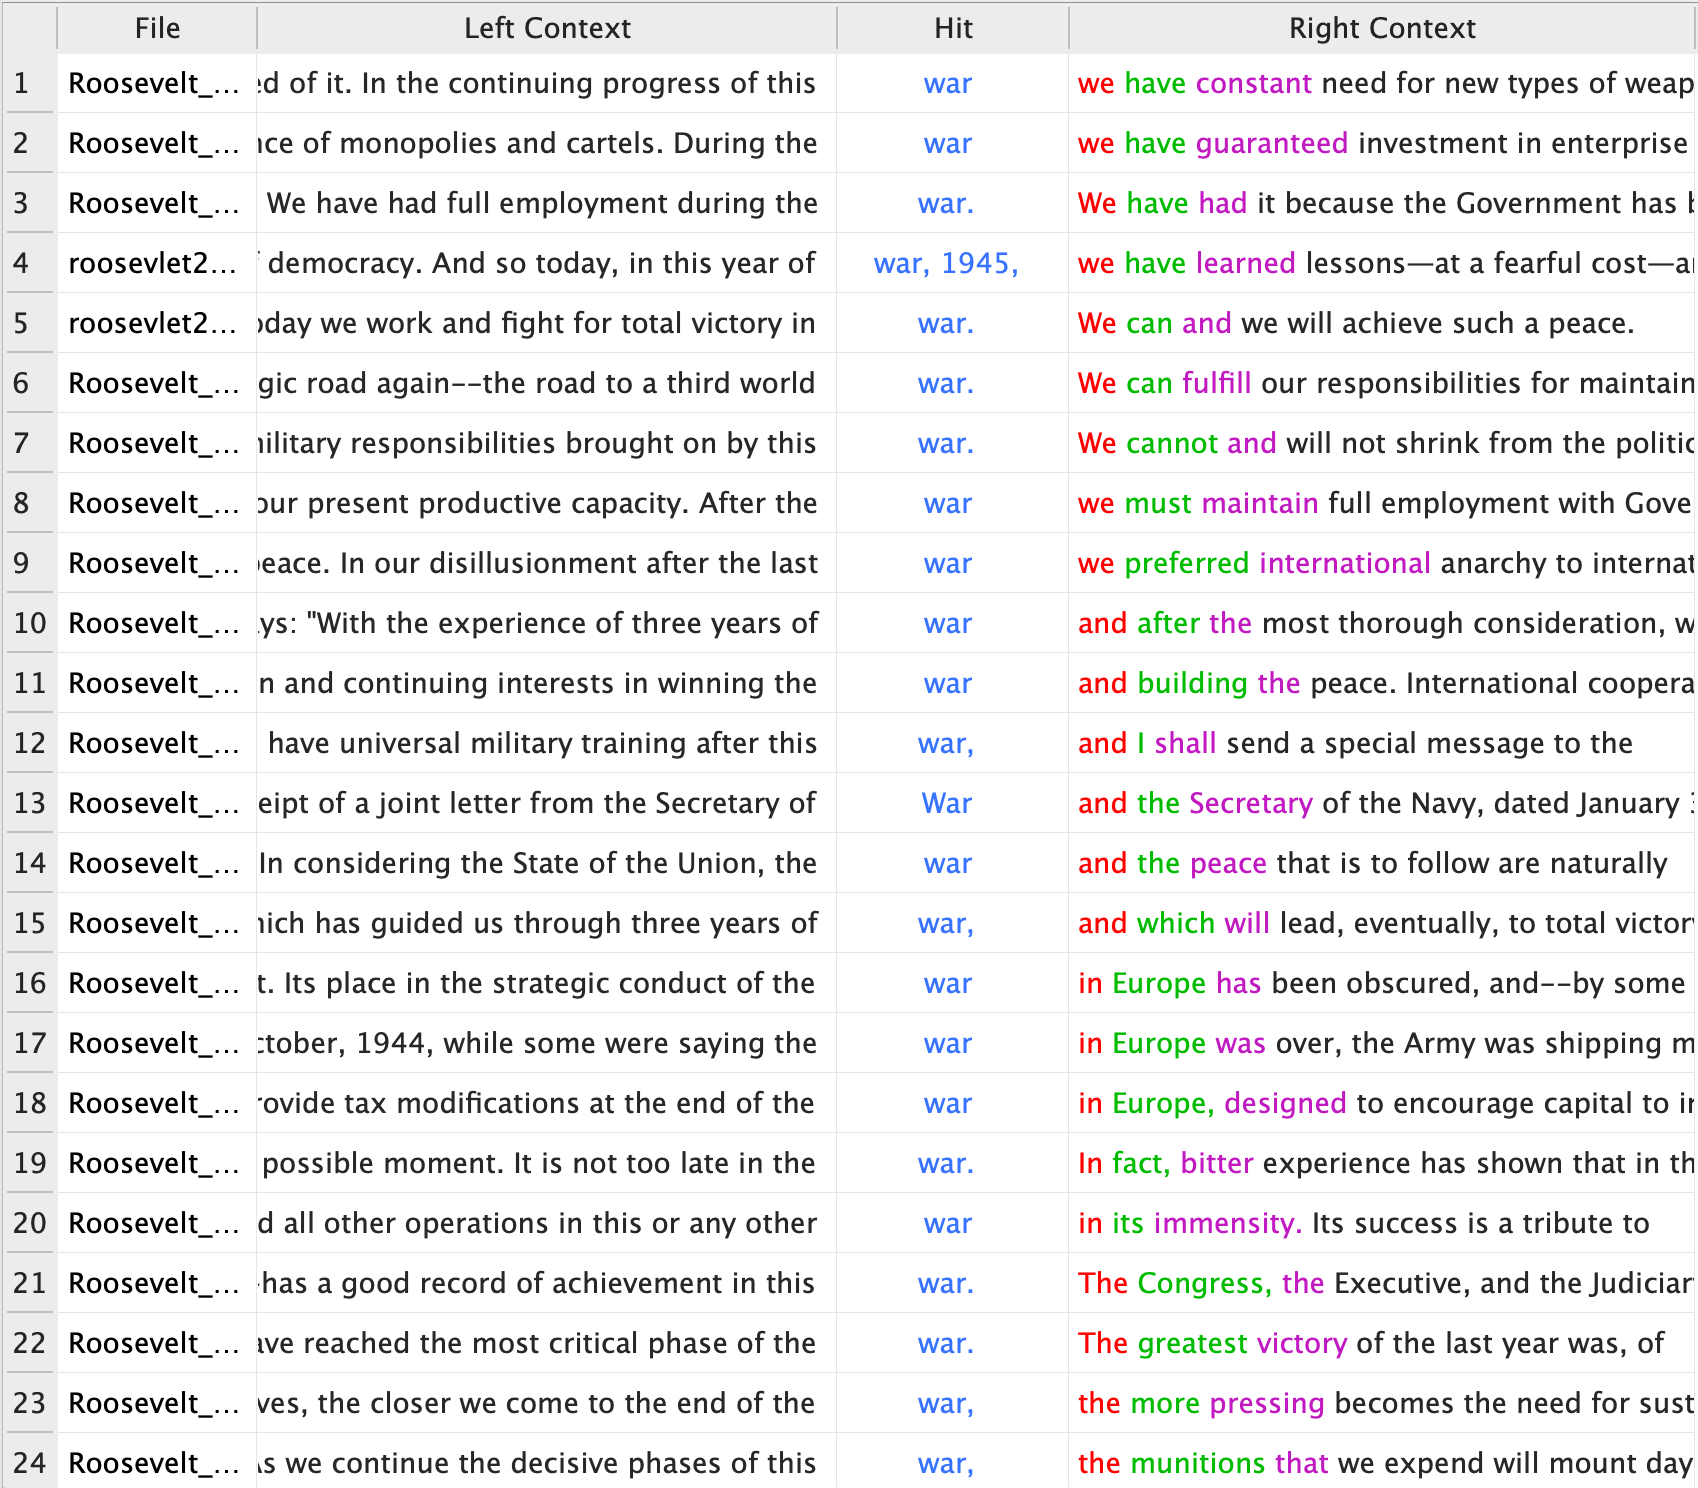 File Left Context Hit Right Context
1 Roosevelt_... ed of it. In the continuing progress of this war we have constant need for new types of weap
2 Roosevelt_... nce of monopolies and cartels. During the war we have guaranteed investment in enterprise
3 Roosevelt_... We have had full employment during the war. We have had it because the Government has b
4 roosevlet2... f democracy. And so today, in this year of war, 1945, we have learned lessons—at a fearful cost—a
5 roosevlet2... oday we work and fight for total victory in war. We can and we will achieve such a peace.
6 Roosevelt_... gic road again--the road to a third world war. We can fulfill our responsibilities for maintain
7 Roosevelt_... military responsibilities brought on by this war. We cannot and will not shrink from the politic
8 Roosevelt_... our present productive capacity. After the war we must maintain full employment with Gove
9 Roosevelt_... peace. In our disillusionment after the last war we preferred international anarchy to internat
10 Roosevelt_... ys: "With the experience of three years of war and after the most thorough consideration, w
11 Roosevelt_... n and continuing interests in winning the war and building the peace. International coopera
12 Roosevelt_... have universal military training after this war, and I shall send a special message to the
13 Roosevelt_... eipt of a joint letter from the Secretary of War and the Secretary of the Navy, dated January 3
14 Roosevelt_... In considering the State of the Union, the war and the peace that is to follow are naturally
15 Roosevelt_... hich has guided us through three years of war, and which will lead, eventually, to total victor
16 Roosevelt_... t. Its place in the strategic conduct of the war in Europe has been obscured, and--by some
17 Roosevelt_... ctober, 1944, while some were saying the war in Europe was over, the Army was shipping m
18 Roosevelt_... rovide tax modifications at the end of the war in Europe, designed to encourage capital to i
19 Roosevelt_... possible moment. It is not too late in the war. In fact, bitter experience has shown that in th
20 Roosevelt_... d all other operations in this or any other war in its immensity. Its success is a tribute to
21 Roosevelt_... -has a good record of achievement in this war. The Congress, the Executive, and the Judiciar
22 Roosevelt_... ave reached the most critical phase of the war. The greatest victory of the last year was, of
23 Roosevelt_... ves, the closer we come to the end of the war, the more pressing becomes the need for sust
24 Roosevelt_... As we continue the decisive phases of this war, the munitions that we expend will mount day